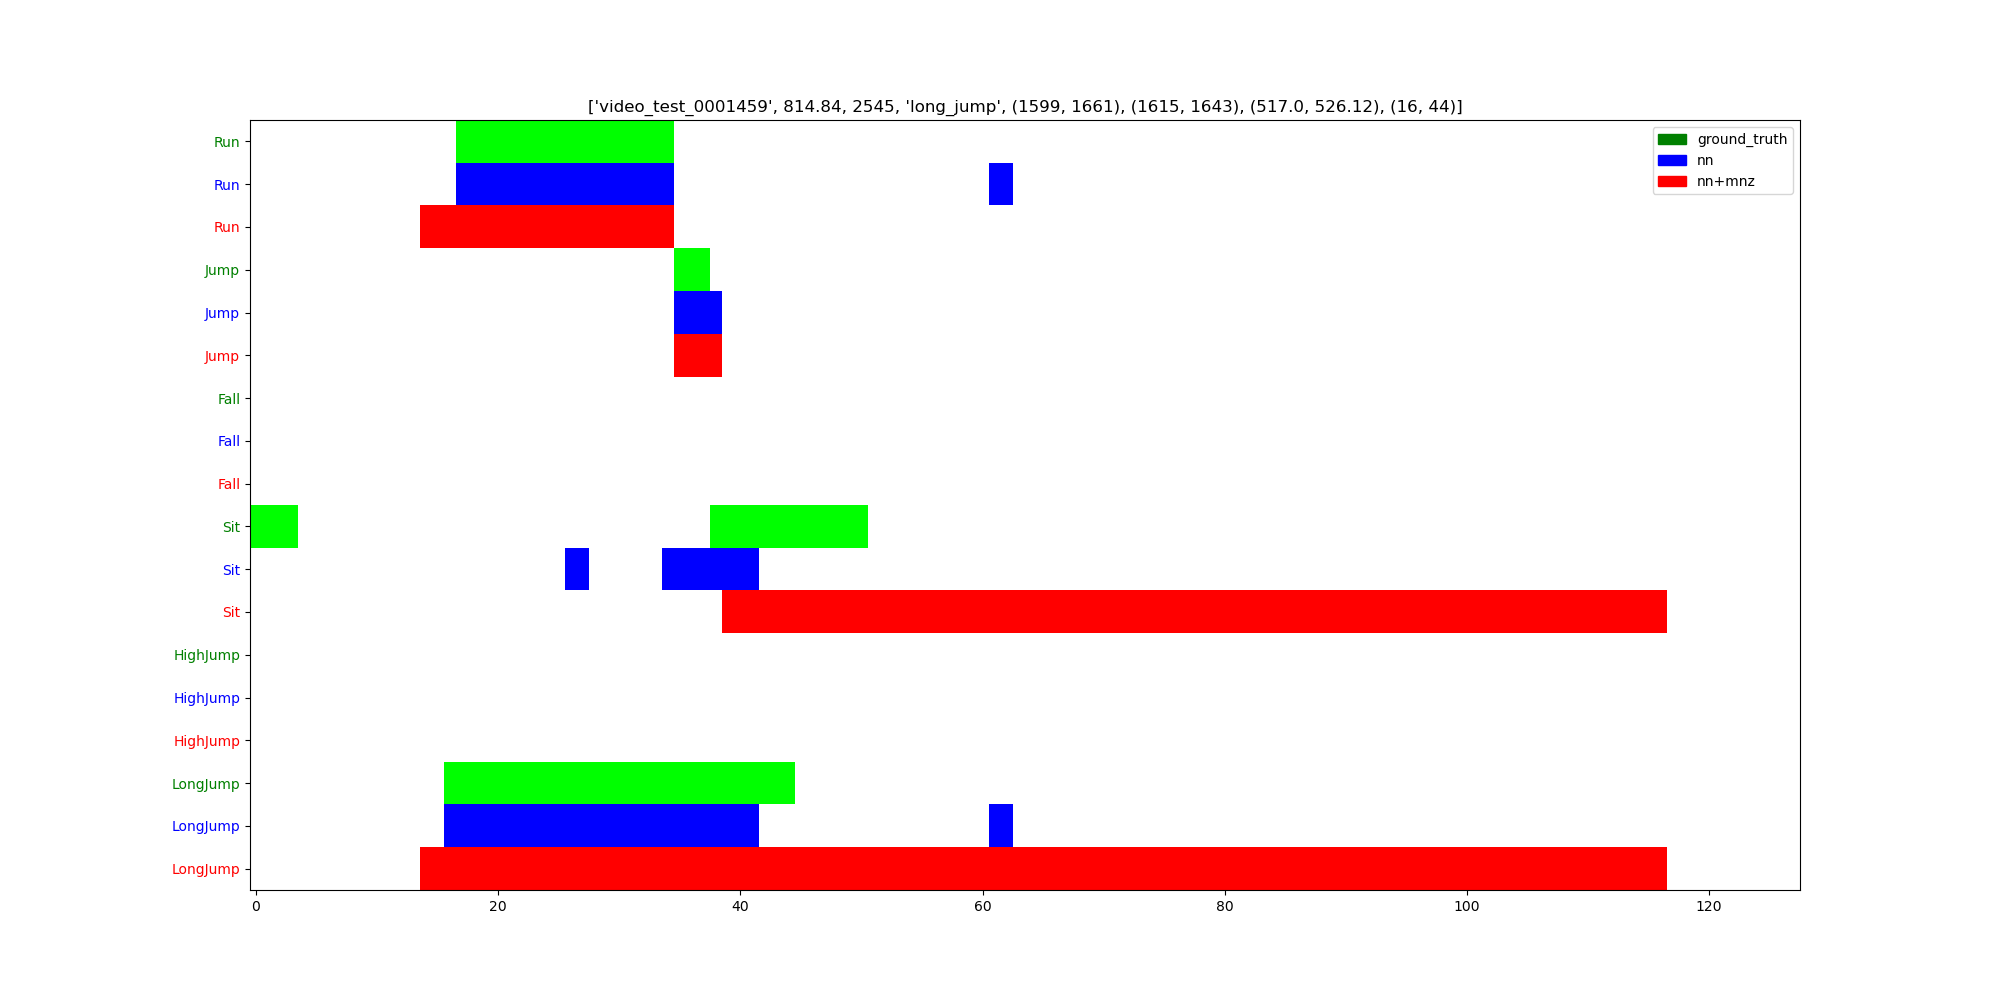 ['video_test_0001459', 814.84, 2545, 'long_jump', (1599, 1661), (1615, 1643), (517.0, 526.12), (16, 44)]
ground_truth
nn
nn+mnz
Run
Run
Run
Jump
Jump
Jump
Fall
Fall
Fall
Sit
Sit
Sit
HighJump
HighJump
HighJump
LongJump
LongJump
LongJump
0 20 40 60 80 100 120